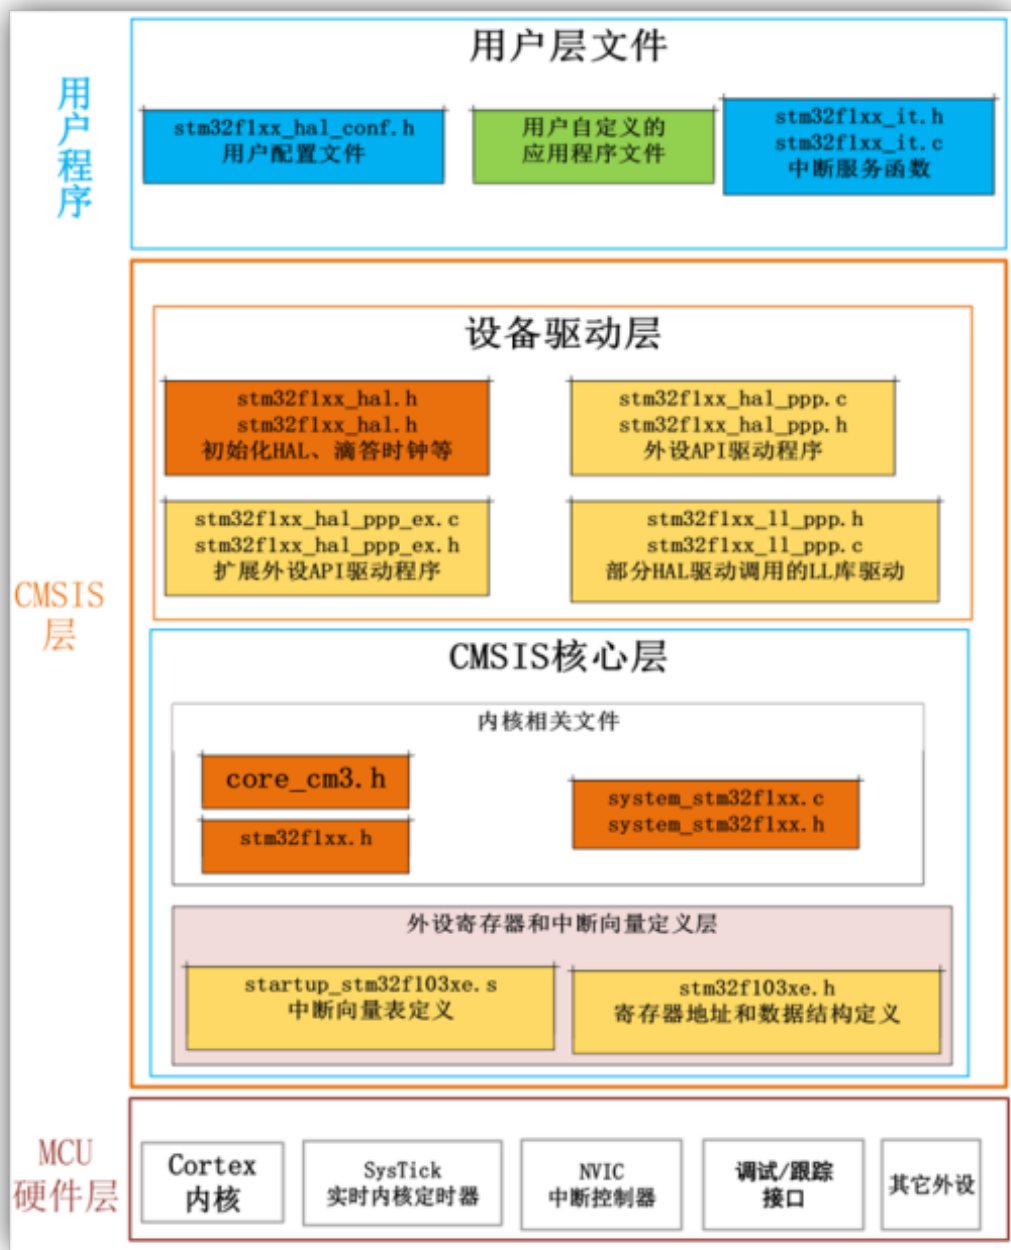 用户程序
用户层文件
stm32f1xx_hal_conf.h
用户配置文件
用户自定义的
应用程序文件
stm32f1xx_it.h
stm32f1xx_it.c
中断服务函数
CMSIS
层
设备驱动层
stm32f1xx_hal.h
stm32f1xx_hal.h
初始化HAL、滴答时钟等
stm32f1xx_hal_ppp.c
stm32f1xx_hal_ppp.h
外设API驱动程序
stm32f1xx_hal_ppp_ex.c
stm32f1xx_hal_ppp_ex.h
扩展外设API驱动程序
stm32f1xx_ll_ppp.h
stm32f1xx_ll_ppp.c
部分HAL驱动调用的LL库驱动
CMSIS核心层
内核相关文件
core_cm3.h
stm32f1xx.h
system_stm32f1xx.c
system_stm32f1xx.h
外设寄存器和中断向量定义层
startup_stm32f103xe.s
中断向量表定义
stm32f103xe.h
寄存器地址和数据结构定义
MCU
硬件层
Cortex
内核
SysTick
实时内核定时器
NVIC
中断控制器
调试/跟踪
接口
其它外设